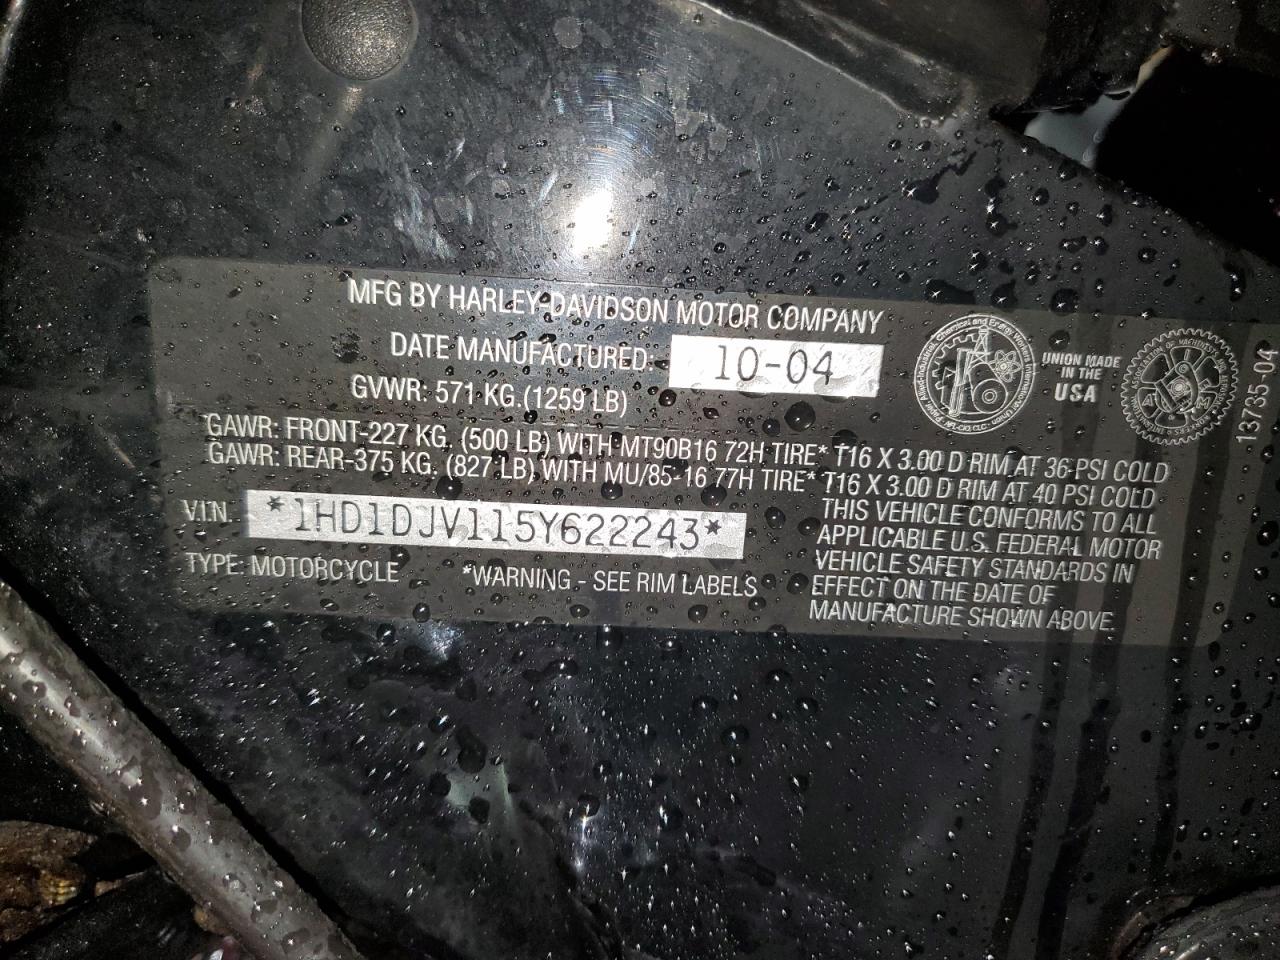 MFG BY HARLEY-DAVIDSON MOTOR COMPANY
DATE MANUFACTURED: 10-04
GVWR: 571 KG.(1259 LB)
GAWR: FRONT-227 KG. (500 LB) WITH MT90B16 72H TIRE* T16 X 3.00 D RIM AT 36 PSI COLD
GAWR: REAR-375 KG. (827 LB) WITH MU/85-16 77H TIRE* T16 X 3.00 D RIM AT 40 PSI COLD
VIN *1HD1DJV115Y622243*
TYPE: MOTORCYCLE
*WARNING - SEE RIM LABELS
THIS VEHICLE CONFORMS TO ALL
APPLICABLE U.S. FEDERAL MOTOR
VEHICLE SAFETY STANDARDS IN
EFFECT ON THE DATE OF
MANUFACTURE SHOWN ABOVE.
UNION MADE
IN THE
USA
13735-04